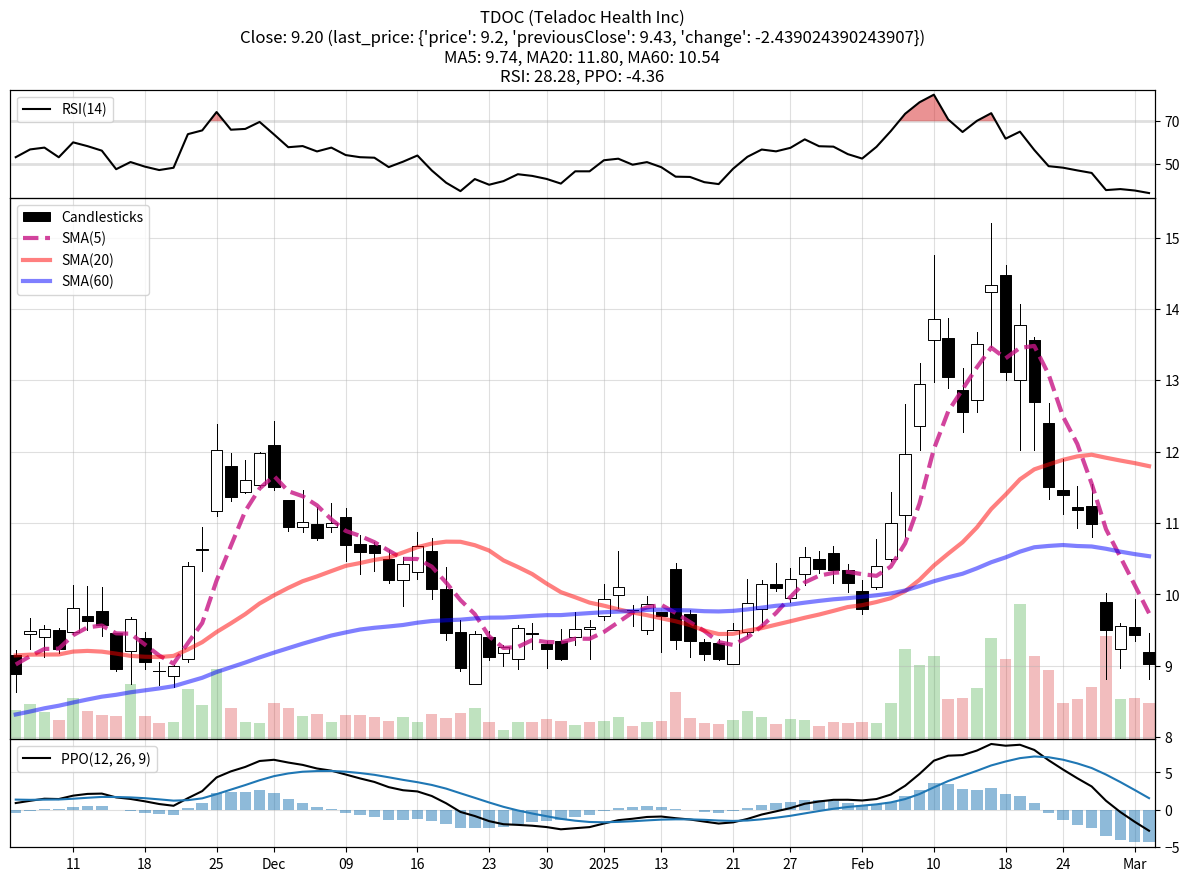 TDOC (Teladoc Health Inc)
Close: 9.20 (last_price: {'price': 9.2, 'previousClose': 9.43, 'change': -2.439024390243907})
MA5: 9.74, MA20: 11.80, MA60: 10.54
RSI: 28.28, PPO: -4.36
RSI(14)
70
50
Candlesticks
SMA(5)
SMA(20)
SMA(60)
15
14
13
12
11
10
9
8
PPO(12, 26, 9)
5
0
−5
11 18 25 Dec 09 16 23 30 2025 13 21 27 Feb 10 18 24 Mar